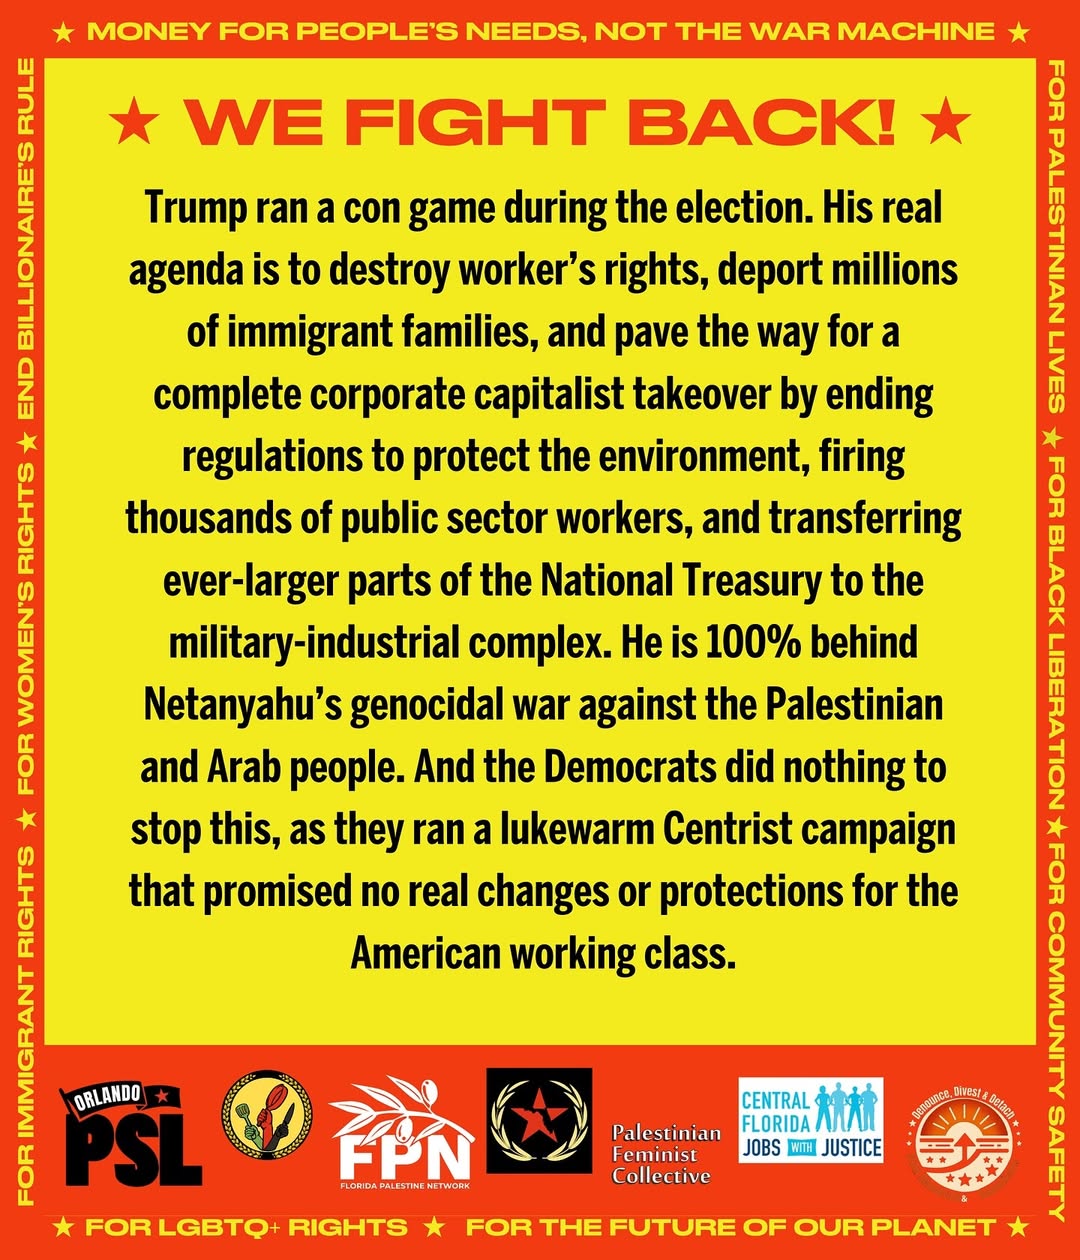 ★ MONEY FOR PEOPLE'S NEEDS, NOT THE WAR MACHINE ★
★ WE FIGHT BACK! ★
Trump ran a con game during the election. His real
agenda is to destroy worker's rights, deport millions
of immigrant families, and pave the way for a
complete corporate capitalist takeover by ending
regulations to protect the environment, firing
thousands of public sector workers, and transferring
ever-larger parts of the National Treasury to the
military-industrial complex. He is 100% behind
Netanyahu's genocidal war against the Palestinian
and Arab people. And the Democrats did nothing to
stop this, as they ran a lukewarm Centrist campaign
that promised no real changes or protections for the
American working class.
FOR IMMIGRANT RIGHTS ★ FOR WOMEN'S RIGHTS ★ END BILLIONAIRE'S RULE
FOR PALESTINIAN LIVES ★ FOR BLACK LIBERATION ★ FOR COMMUNITY SAFETY
ORLANDO
PSL
FPN
FLORIDA PALESTINE NETWORK
Palestinian
Feminist
Collective
CENTRAL
FLORIDA
JOBS WITH JUSTICE
Denounce, Divest & Detach
&
★ FOR LGBTQ+ RIGHTS ★ FOR THE FUTURE OF OUR PLANET ★